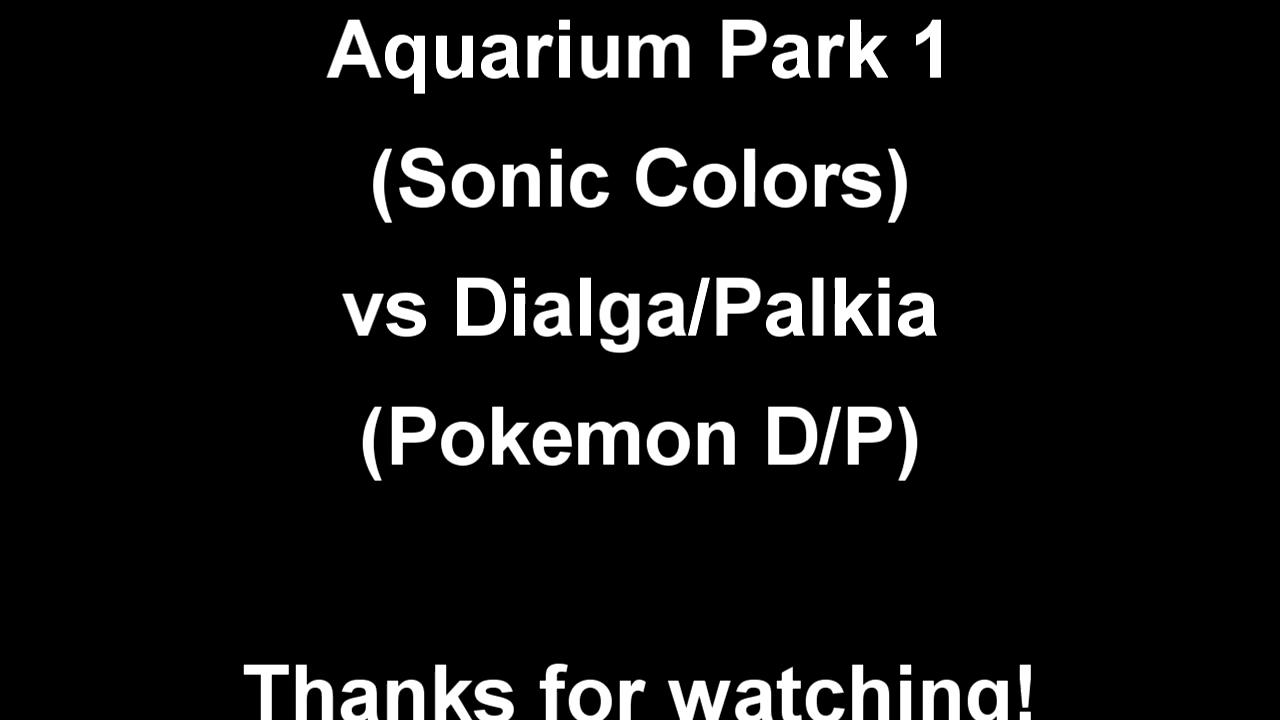 Aquarium Park 1
(Sonic Colors)
vs Dialga/Palkia
(Pokemon D/P)
Thanks for watching!